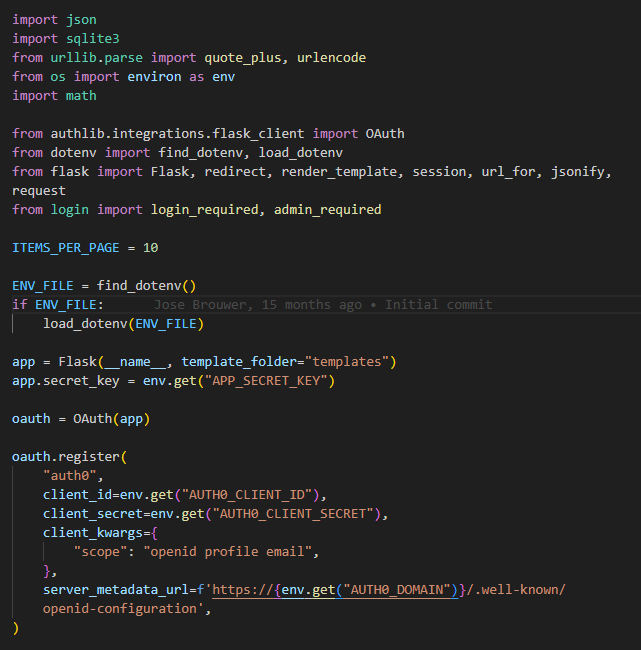 import json
import sqlite3
from urllib.parse import quote_plus, urlencode
from os import environ as env
import math

from authlib.integrations.flask_client import OAuth
from dotenv import find_dotenv, load_dotenv
from flask import Flask, redirect, render_template, session, url_for, jsonify,
request
from login import login_required, admin_required

ITEMS_PER_PAGE = 10

ENV_FILE = find_dotenv()
if ENV_FILE:      Jose Brouwer, 15 months ago • Initial commit
    load_dotenv(ENV_FILE)

app = Flask(__name__, template_folder="templates")
app.secret_key = env.get("APP_SECRET_KEY")

oauth = OAuth(app)

oauth.register(
    "auth0",
    client_id=env.get("AUTH0_CLIENT_ID"),
    client_secret=env.get("AUTH0_CLIENT_SECRET"),
    client_kwargs={
        "scope": "openid profile email",
    },
    server_metadata_url=f'https://{env.get("AUTH0_DOMAIN")}/.well-known/
    openid-configuration',
)